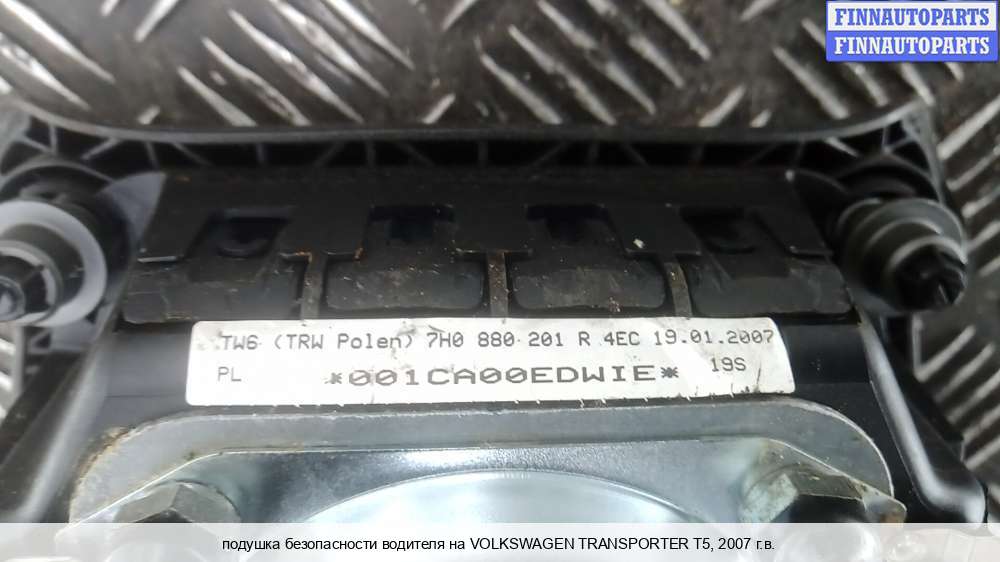 FINNAUTOPARTS
FINNAUTOPARTS
TW6 (TRW Polen) 7H0 880 201 R 4EC 19.01.2007
PL *001CA00EDWIE* 19S
подушка безопасности водителя на VOLKSWAGEN TRANSPORTER T5, 2007 г.в.